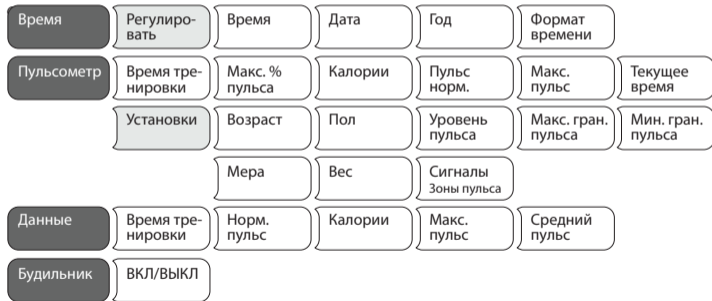 Время Регулиро-вать Время Дата Год Формат времени
Пульсометр Время тре-нировки Макс. % пульса Калории Пульс норм. Макс. пульс Текущее время
Установки Возраст Пол Уровень пульса Макс. гран. пульса Мин. гран. пульса
Мера Вес Сигналы Зоны пульса
Данные Время тре-нировки Норм. пульс Калории Макс. пульс Средний пульс
Будильник ВКЛ/ВЫКЛ